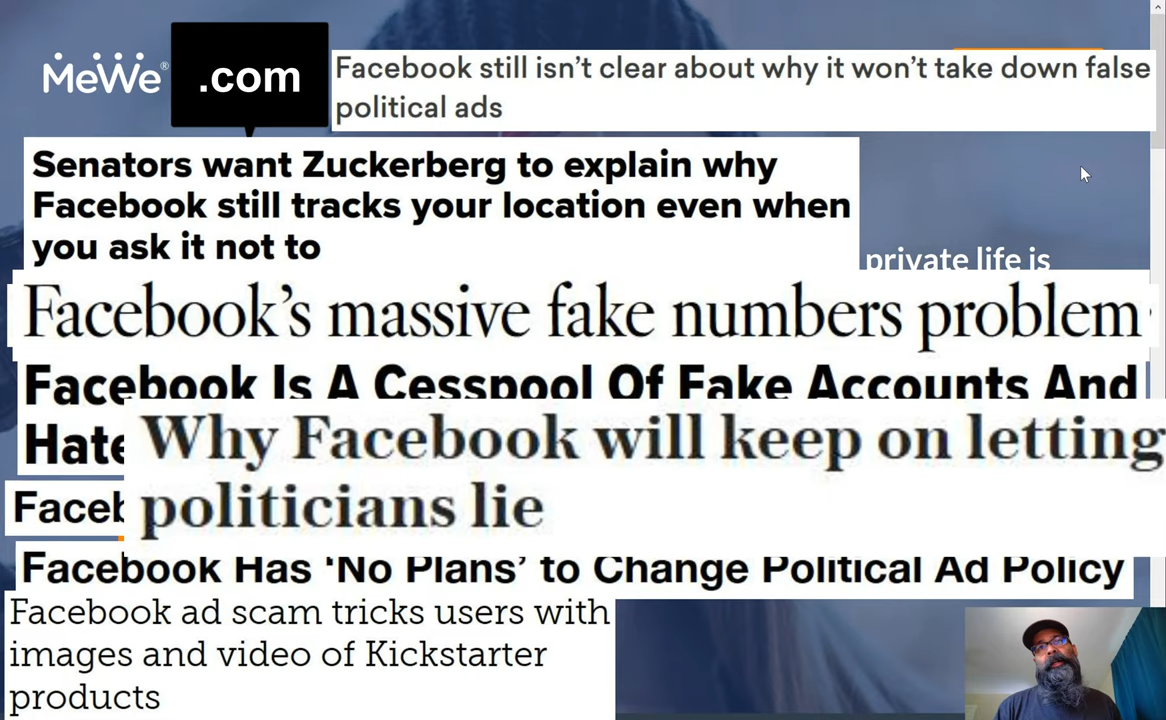 MeWe®
.com
Facebook still isn't clear about why it won't take down false
political ads
Senators want Zuckerberg to explain why
Facebook still tracks your location even when
you ask it not to
private life is
Facebook's massive fake numbers problem
Facebook Is A Cesspool Of Fake Accounts And
Hate
Why Facebook will keep on letting
politicians lie
Faceb
Facebook Has ‘No Plans’ to Change Political Ad Policy
Facebook ad scam tricks users with
images and video of Kickstarter
products